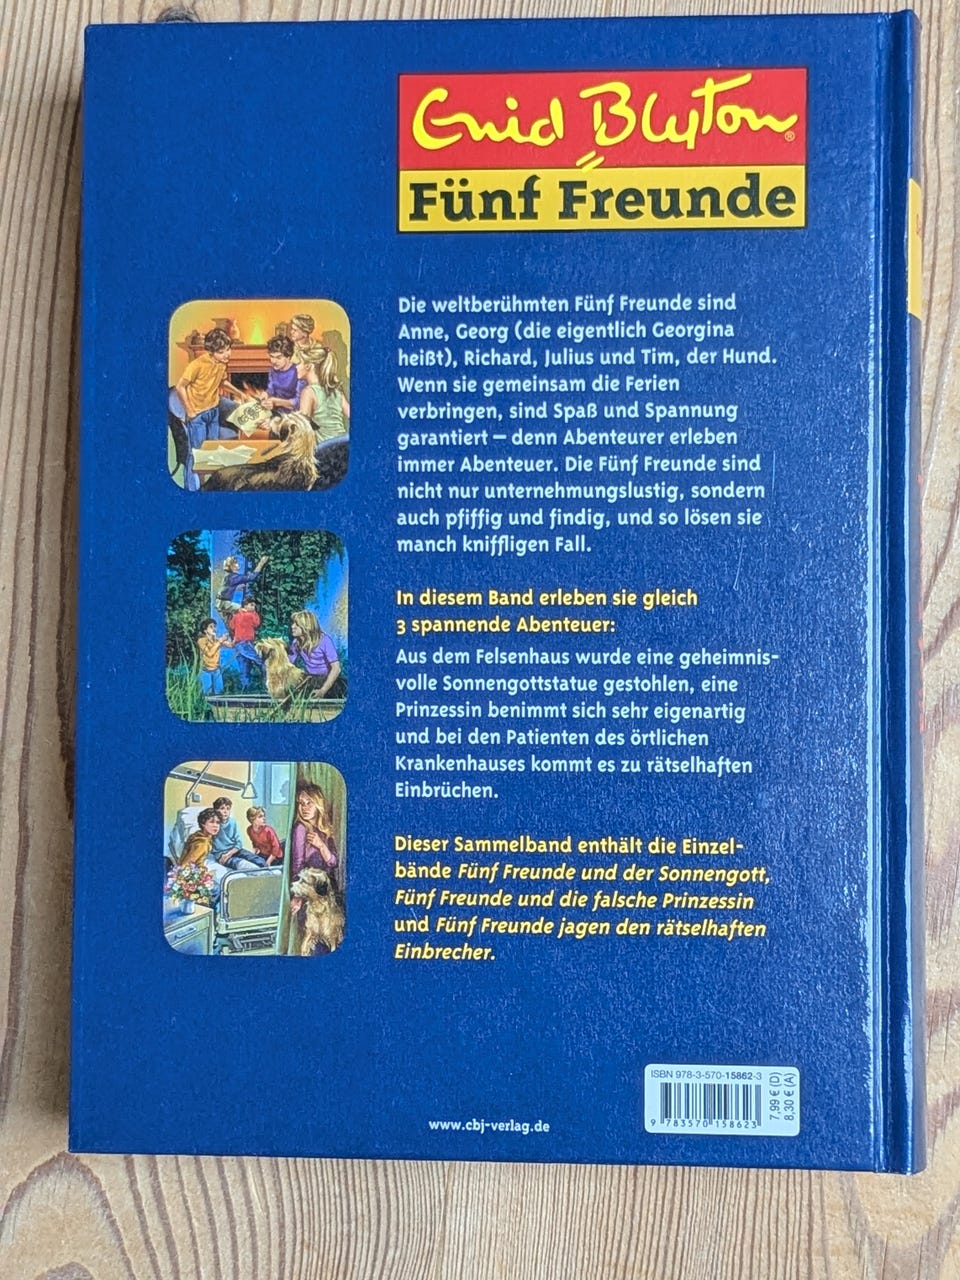 Enid Blyton®
Fünf Freunde
Die weltberühmten Fünf Freunde sind
Anne, Georg (die eigentlich Georgina
heißt), Richard, Julius und Tim, der Hund.
Wenn sie gemeinsam die Ferien
verbringen, sind Spaß und Spannung
garantiert – denn Abenteurer erleben
immer Abenteuer. Die Fünf Freunde sind
nicht nur unternehmungslustig, sondern
auch pfiffig und findig, und so lösen sie
manch kniffligen Fall.
In diesem Band erleben sie gleich
3 spannende Abenteuer:
Aus dem Felsenhaus wurde eine geheimnis-
volle Sonnengottstatue gestohlen, eine
Prinzessin benimmt sich sehr eigenartig
und bei den Patienten des örtlichen
Krankenhauses kommt es zu rätselhaften
Einbrüchen.
Dieser Sammelband enthält die Einzel-
bände Fünf Freunde und der Sonnengott,
Fünf Freunde und die falsche Prinzessin
und Fünf Freunde jagen den rätselhaften
Einbrecher.
www.cbj-verlag.de
ISBN 978-3-570-15862-3
9 783570 158623
7,99 € (D)
8,30 € (A)